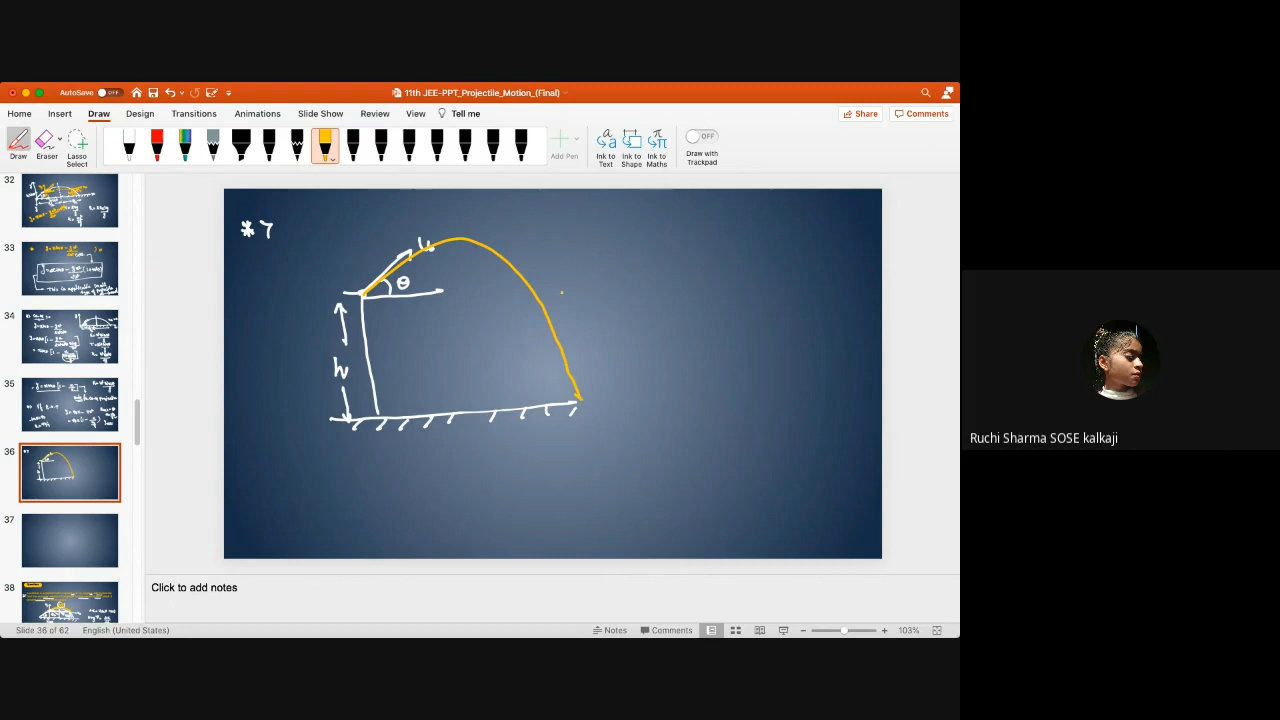 AutoSave OFF
11th JEE-PPT_Projectile_Motion_(Final)
Home Insert Draw Design Transitions Animations Slide Show Review View Tell me
Share Comments
Draw Eraser Lasso Select Add Pen Ink to Text Ink to Shape Ink to Maths Draw with Trackpad OFF
32
33
34
35
36
37
38
*7
u
θ
h
Click to add notes
Slide 36 of 62 English (United States) Notes Comments 103%
Ruchi Sharma SOSE kalkaji